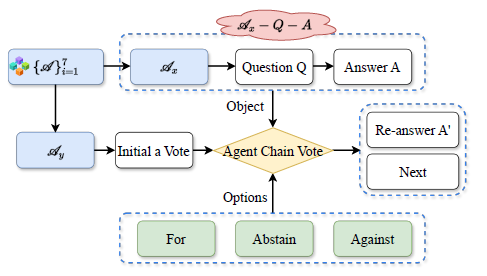 𝒜ₓ − Q − A
{𝒜}⁷ᵢ₌₁
𝒜ₓ
Question Q
Answer A
Object
Re-answer A'
𝒜ᵧ
Initial a Vote
Agent Chain Vote
Next
Options
For
Abstain
Against